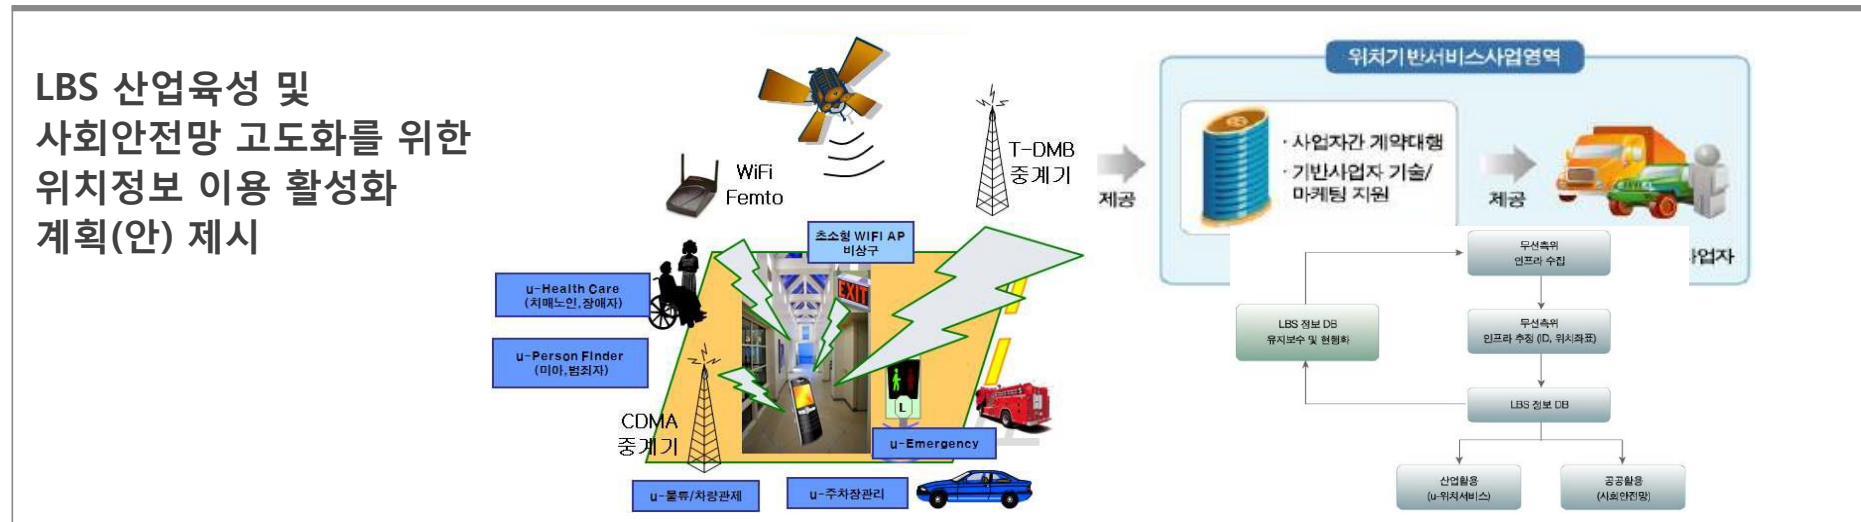 LBS 산업육성 및
사회안전망 고도화를 위한
위치정보 이용 활성화
계획(안) 제시
WiFi
Femto
T-DMB
중계기
초소형 WIFI AP
비상구
EXIT
u-Health Care
(치매노인,장애자)
u-Person Finder
(미아,범죄자)
CDMA
중계기
L
u-Emergency
u-물류/차량관제
u-주차장관리
제공
위치기반서비스사업영역
· 사업자간 계약대행
· 기반사업자 기술/
마케팅 지원
제공
업자
무선측위
인프라 수집
LBS 정보 DB
유지보수 및 현행화
무선측위
인프라 추정 (ID, 위치좌표)
LBS 정보 DB
산업활용
(u-위치서비스)
공공활용
(사회안전망)